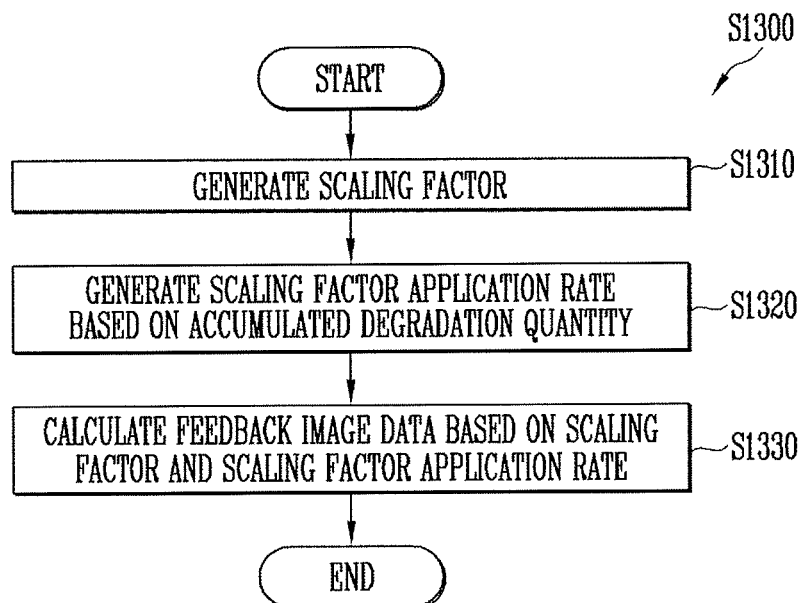 S1300
START
GENERATE SCALING FACTOR
S1310
GENERATE SCALING FACTOR APPLICATION RATE
BASED ON ACCUMULATED DEGRADATION QUANTITY
S1320
CALCULATE FEEDBACK IMAGE DATA BASED ON SCALING
FACTOR AND SCALING FACTOR APPLICATION RATE
S1330
END